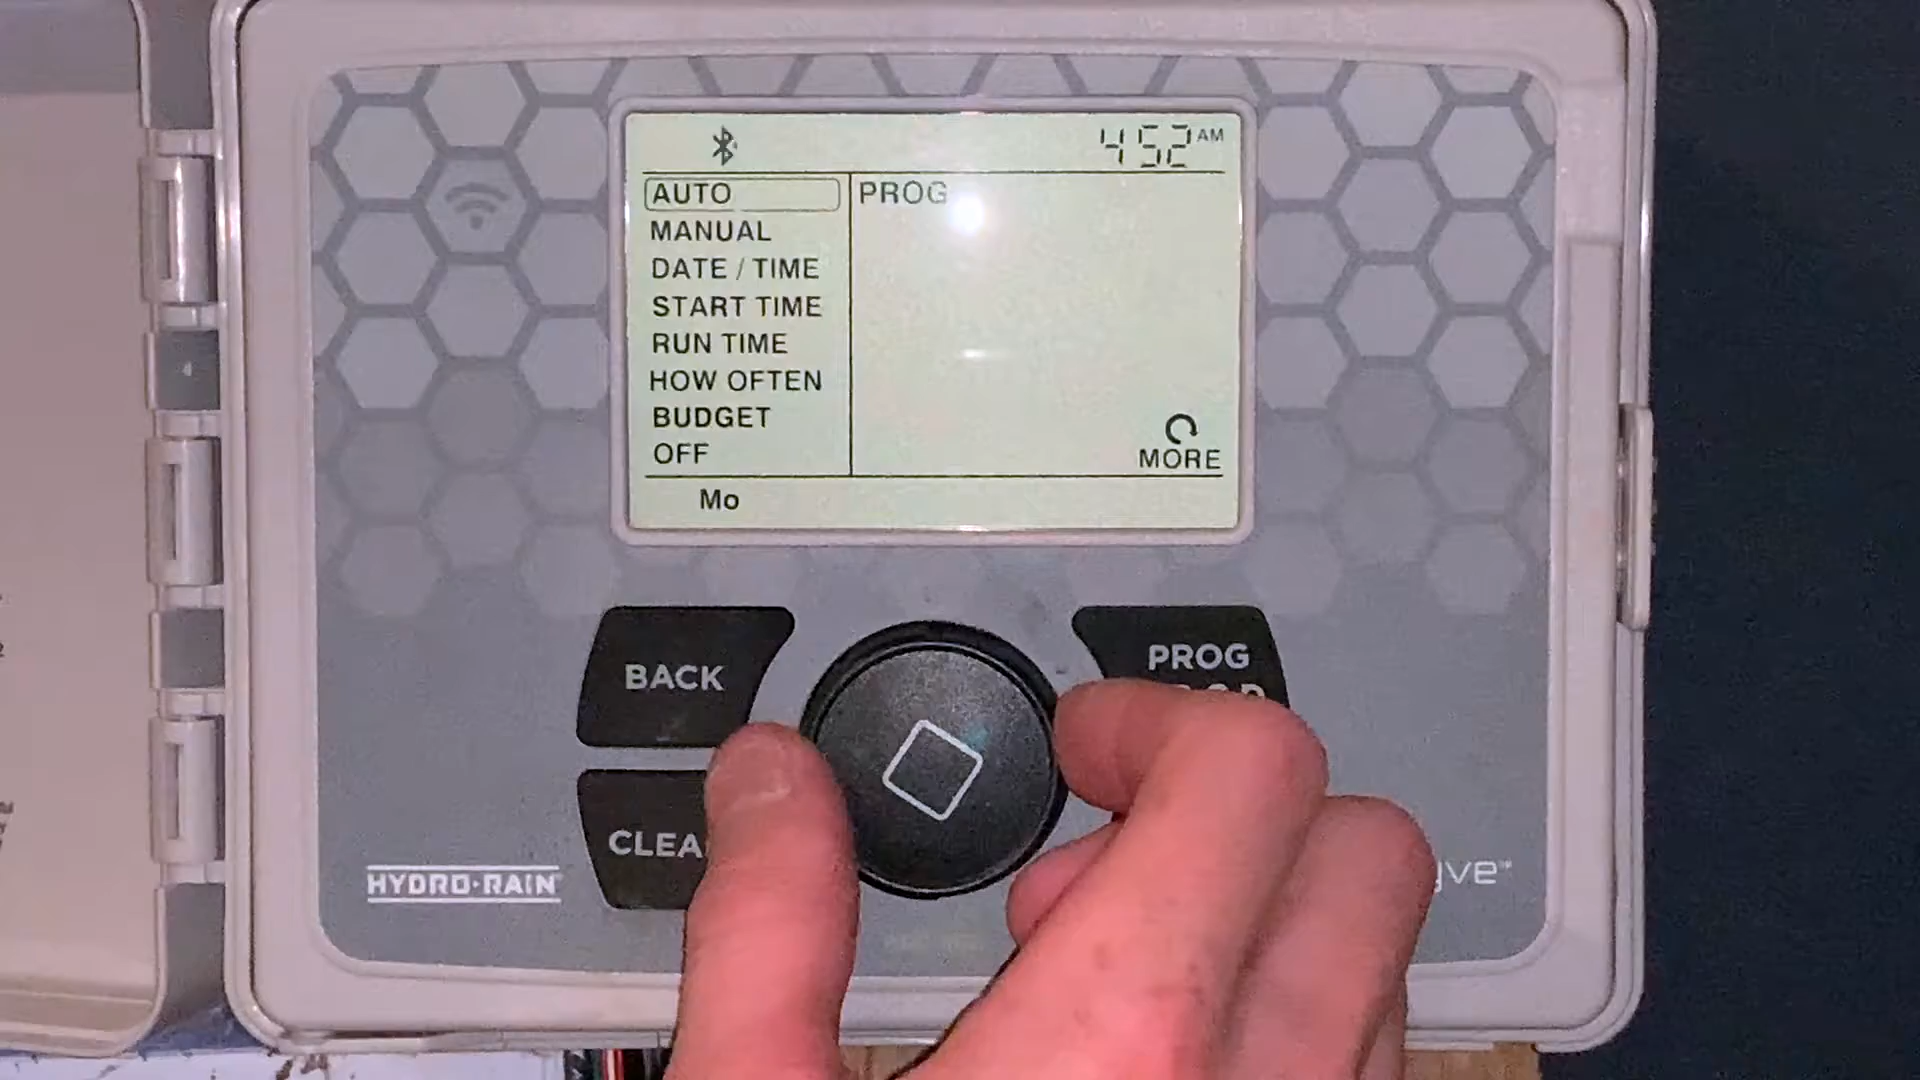 4:52 AM
AUTO
PROG
MANUAL
DATE / TIME
START TIME
RUN TIME
HOW OFTEN
BUDGET
OFF
MORE
Mo
BACK
PROG
CLEA
HYDRO-RAIN